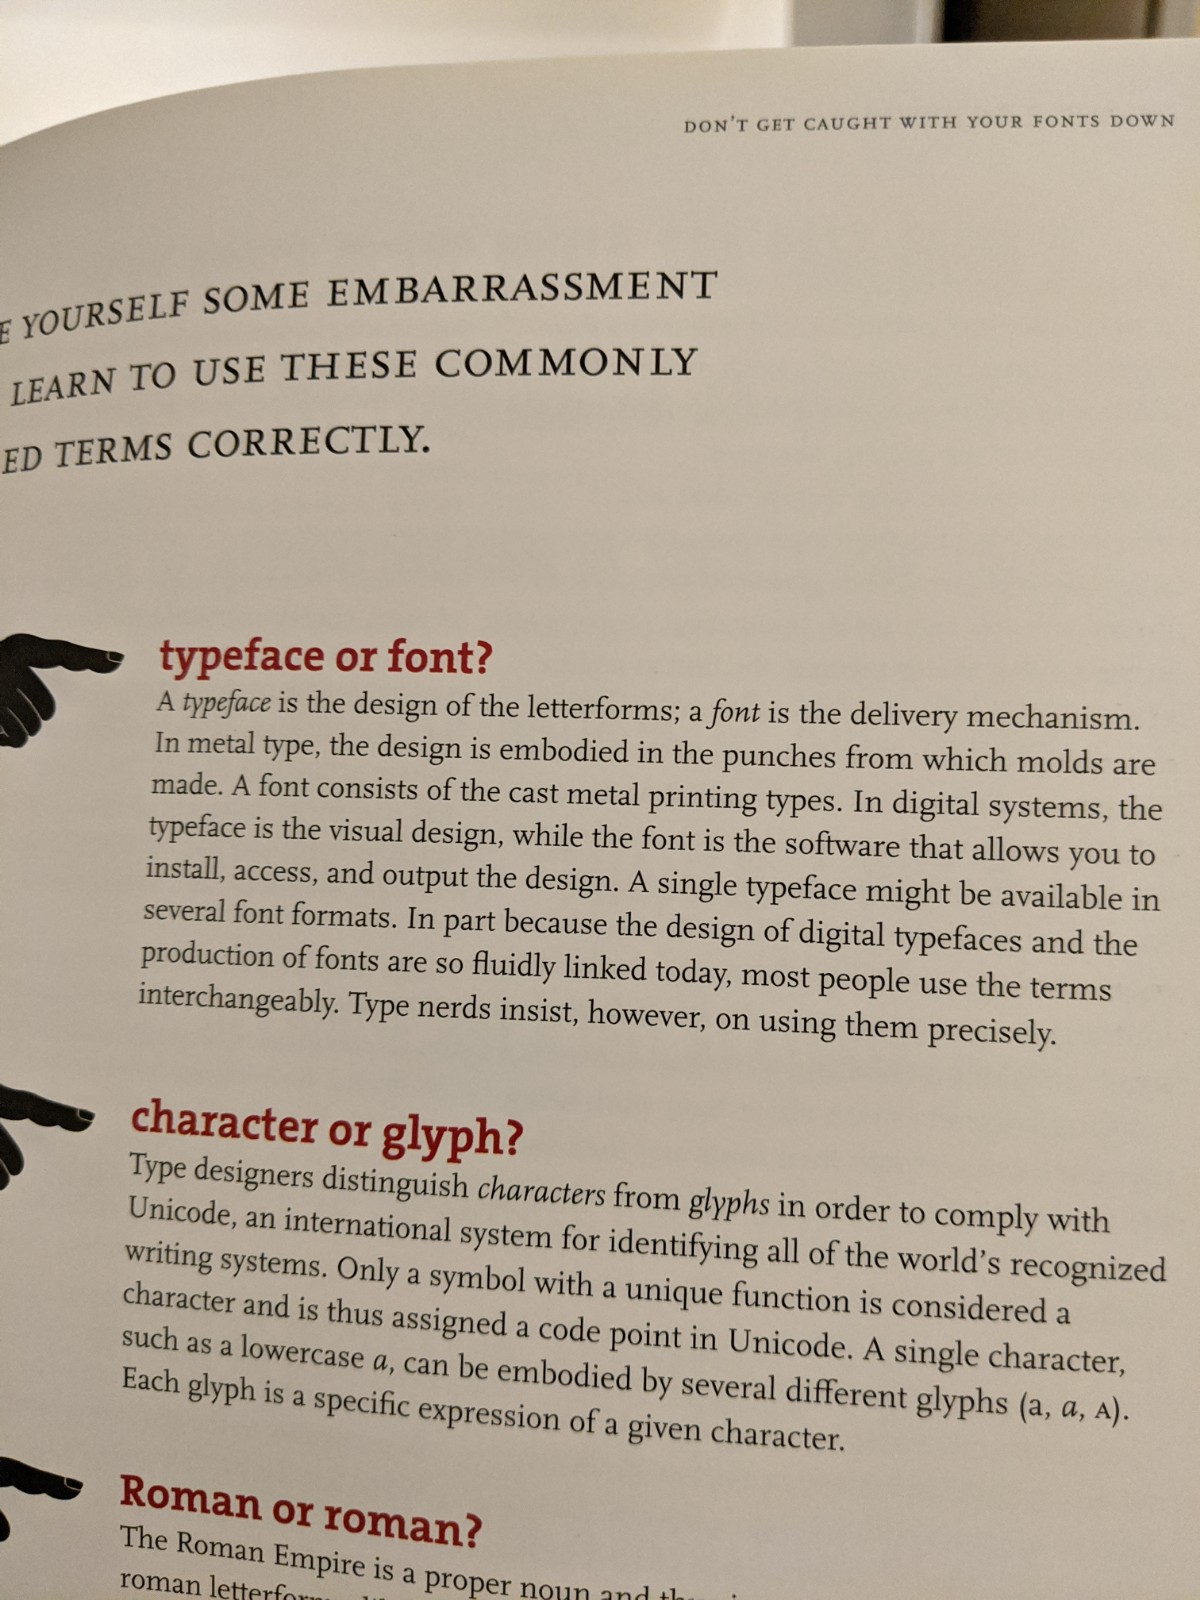 DON'T GET CAUGHT WITH YOUR FONTS DOWN
YOURSELF SOME EMBARRASSMENT
LEARN TO USE THESE COMMONLY
ED TERMS CORRECTLY.
typeface or font?
A typeface is the design of the letterforms; a font is the delivery mechanism.
In metal type, the design is embodied in the punches from which molds are
made. A font consists of the cast metal printing types. In digital systems, the
typeface is the visual design, while the font is the software that allows you to
install, access, and output the design. A single typeface might be available in
several font formats. In part because the design of digital typefaces and the
production of fonts are so fluidly linked today, most people use the terms
interchangeably. Type nerds insist, however, on using them precisely.
character or glyph?
Type designers distinguish characters from glyphs in order to comply with
Unicode, an international system for identifying all of the world's recognized
writing systems. Only a symbol with a unique function is considered a
character and is thus assigned a code point in Unicode. A single character,
such as a lowercase a, can be embodied by several different glyphs (a, a, A).
Each glyph is a specific expression of a given character.
Roman or roman?
The Roman Empire is a proper noun and
roman